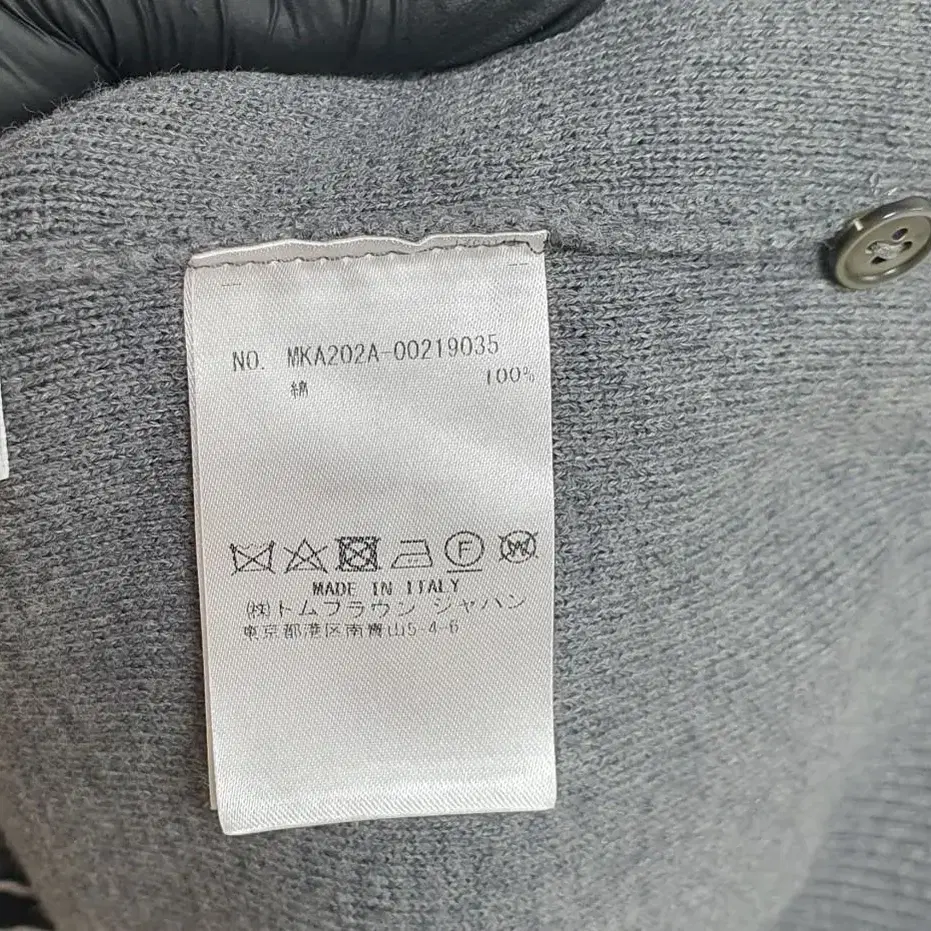 NO. MKA202A-00219035
綿 100%
F W
MADE IN ITALY
㈱トムブラウン ジャパン
東京都港区南青山5-4-6